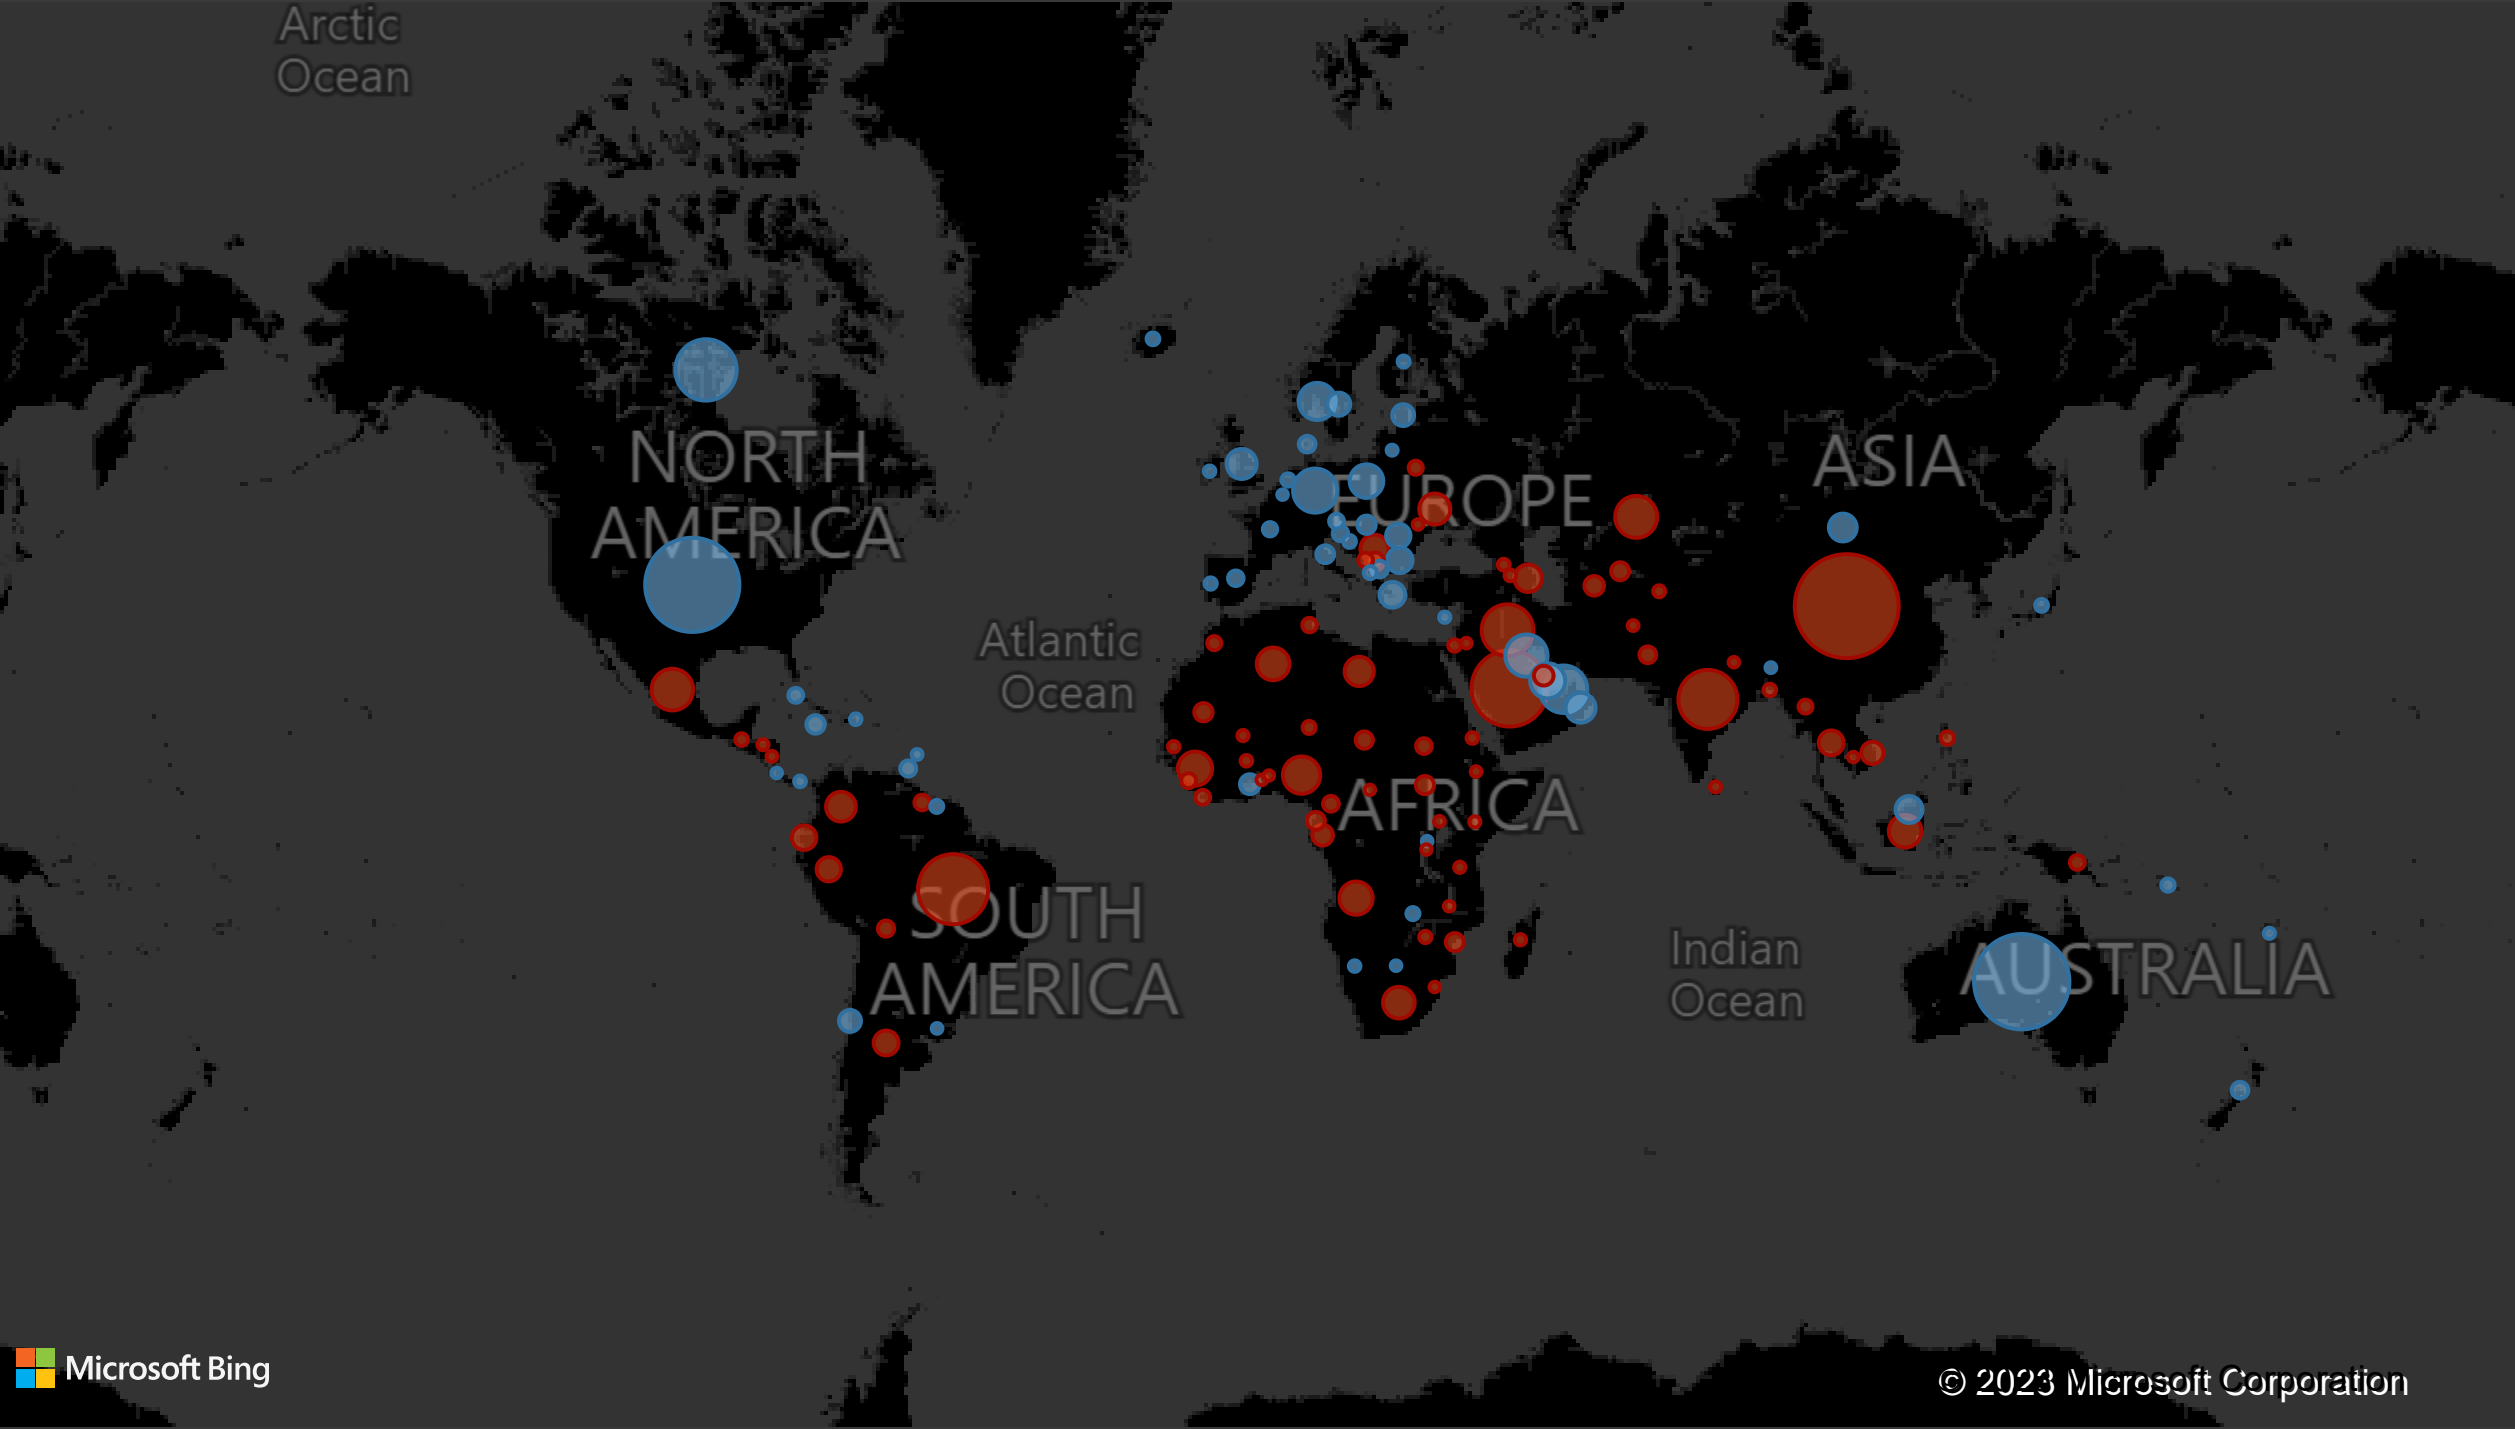 Arctic
Ocean
NORTH
AMERICA
EUROPE
ASIA
Atlantic
Ocean
AFRICA
SOUTH
AMERICA
Indian
Ocean
AUSTRALIA
Microsoft Bing
© 2023 Microsoft Corporation